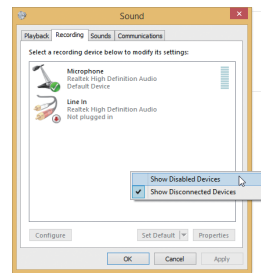 Sound
Playback Recording Sounds Communications
Select a recording device below to modify its settings:
Microphone
Realtek High Definition Audio
Default Device
Line In
Realtek High Definition Audio
Not plugged in
Show Disabled Devices
Show Disconnected Devices
Configure Set Default Properties
OK Cancel Apply